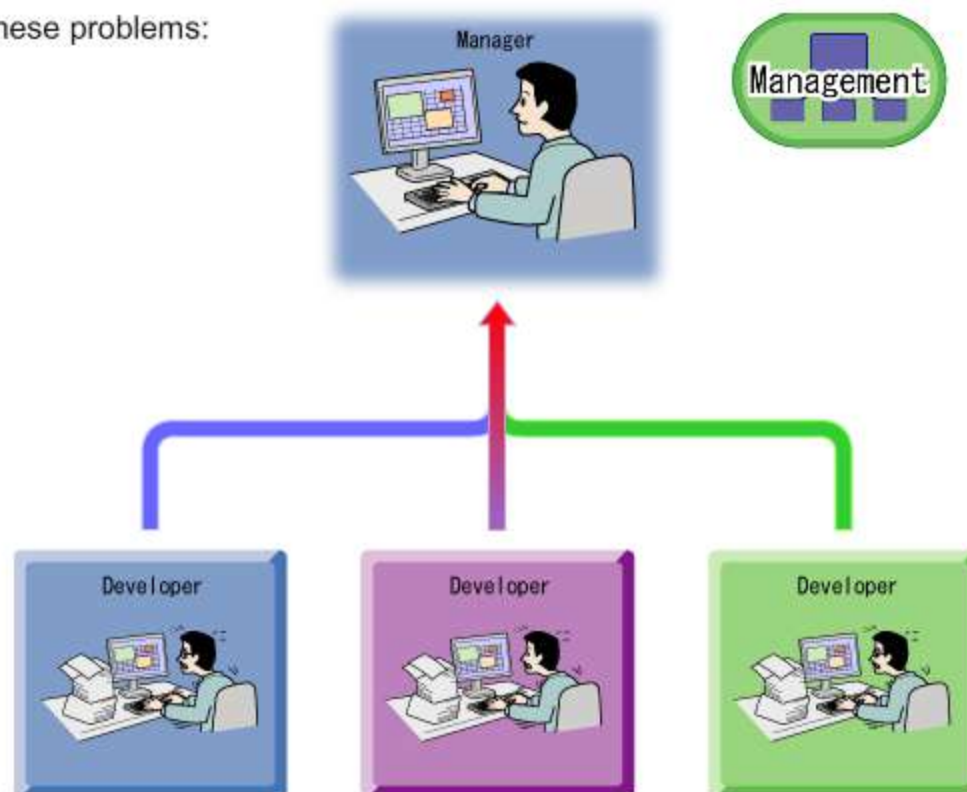 hese problems:
Manager
Management
Developer
Developer
Developer